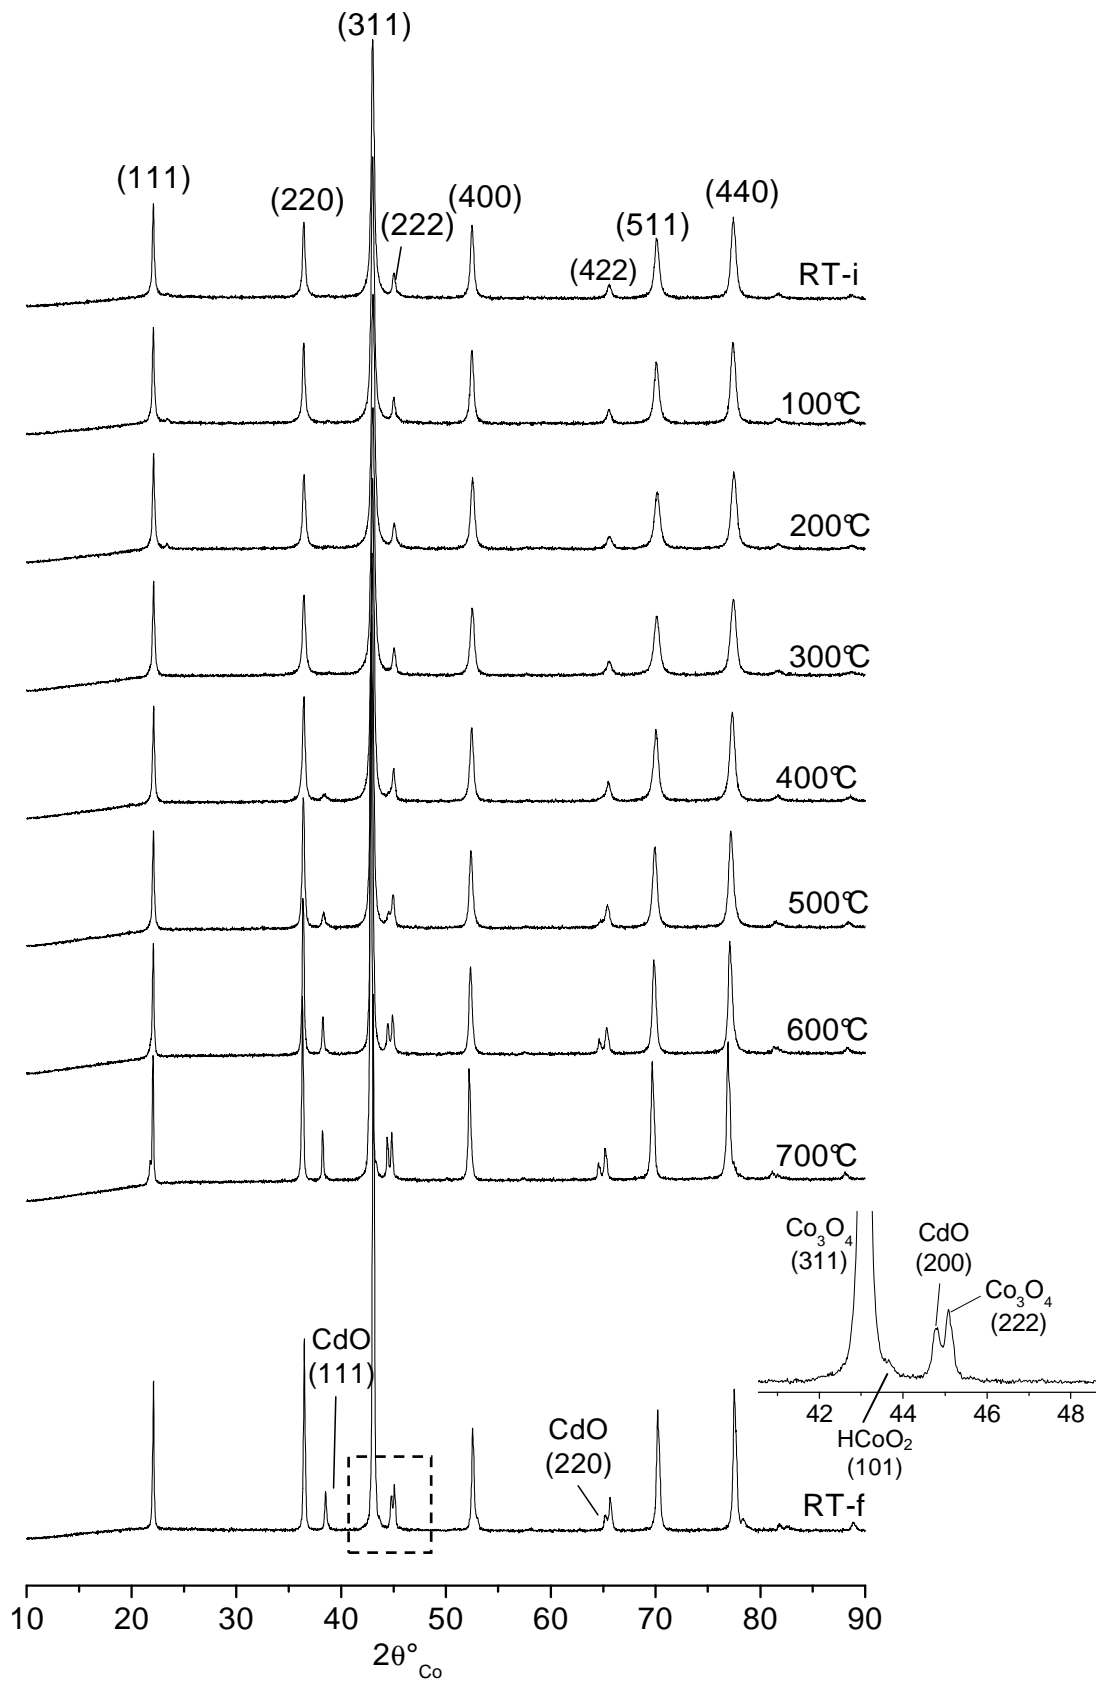 (311)
(111)
(220)
(222)
(400)
(422)
(511)
(440)
RT-i
100°C
200°C
300°C
400°C
500°C
600°C
700°C
Co₃O₄
(311)
CdO
(200)
Co₃O₄
(222)
42 44 46 48
HCoO₂
(101)
CdO
(111)
CdO
(220)
RT-f
10 20 30 40 50 60 70 80 90
2θ°Co